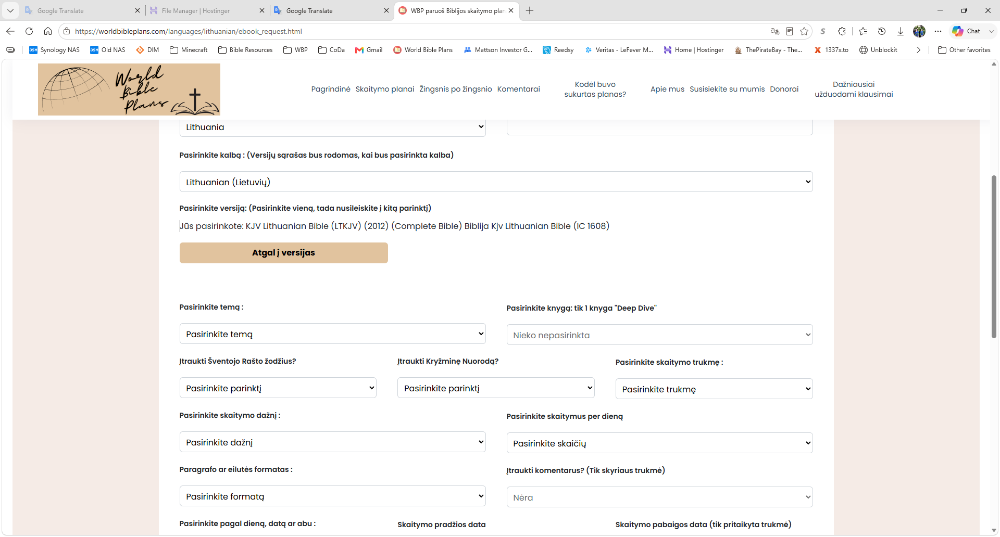 Google Translate
File Manager | Hostinger
Google Translate
WBP paruoš Biblijos skaitymo plan
https://worldbibleplans.com/languages/lithuanian/ebook_request.html
Chat
Synology NAS
Old NAS
DIM
Minecraft
Bible Resources
WBP
CoDa
Gmail
World Bible Plans
Mattson Investor G...
Reedsy
Veritas - LeFever M...
Home | Hostinger
ThePirateBay - The...
1337x.to
Unblockit
Other favorites
World
Bible
Plans
Pagrindinė
Skaitymo planai
Žingsnis po žingsnio
Komentarai
Kodėl buvo
sukurtas planas?
Apie mus
Susisiekite su mumis
Donorai
Dažniausiai
užduodami klausimai
Lithuania
Pasirinkite kalbą : (Versijų sąrašas bus rodomas, kai bus pasirinkta kalba)
Lithuanian (Lietuvių)
Pasirinkite versiją: (Pasirinkite vieną, tada nusileiskite į kitą parinktį)
Jūs pasirinkote: KJV Lithuanian Bible (LTKJV) (2012) (Complete Bible) Biblija Kjv Lithuanian Bible (IC 1608)
Atgal į versijas
Pasirinkite temą :
Pasirinkite knygą: tik 1 knyga "Deep Dive"
Pasirinkite temą
Nieko nepasirinkta
Įtraukti Šventojo Rašto žodžius?
Įtraukti Kryžminę Nuorodą?
Pasirinkite skaitymo trukmę :
Pasirinkite parinktį
Pasirinkite parinktį
Pasirinkite trukmę
Pasirinkite skaitymo dažnį :
Pasirinkite skaitymus per dieną
Pasirinkite dažnį
Pasirinkite skaičių
Paragrafo ar eilutės formatas :
Įtraukti komentarus? (Tik skyriaus trukmė)
Pasirinkite formatą
Nėra
Pasirinkite pagal dieną, datą ar abu :
Skaitymo pradžios data
Skaitymo pabaigos data (tik pritaikyta trukmė)